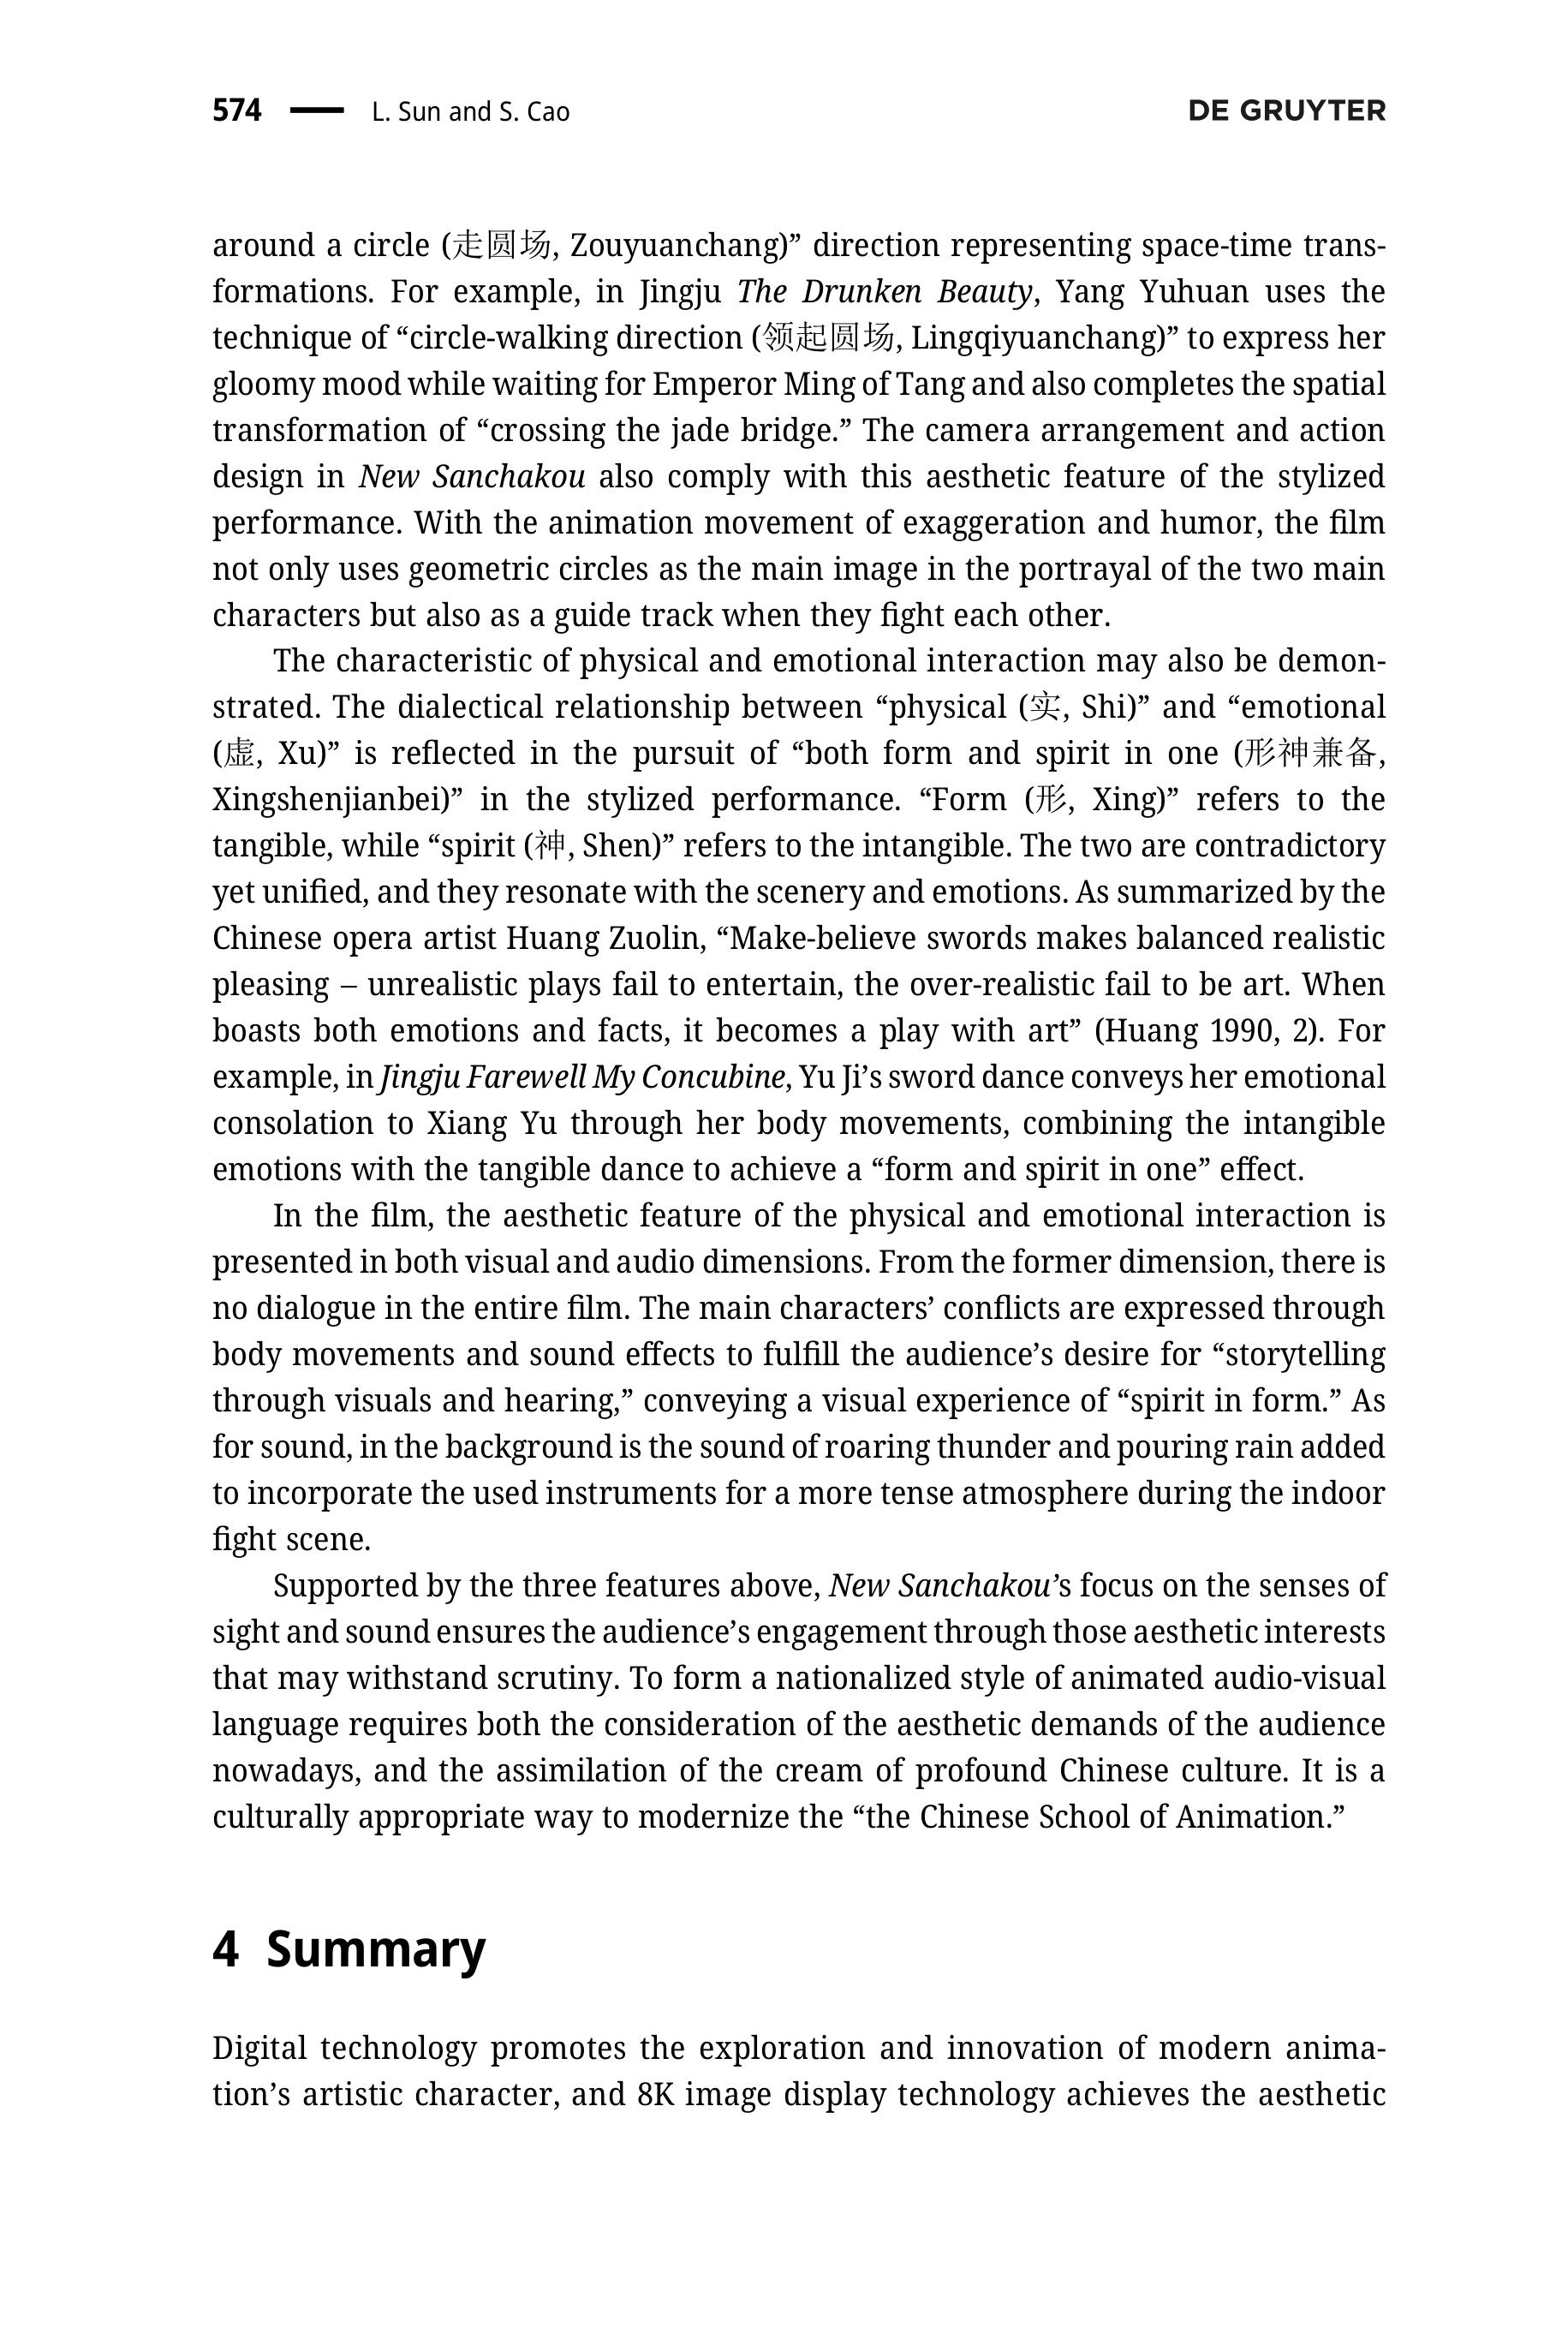 574 — L. Sun and S. Cao DE GRUYTER
around a circle (走圆场, Zouyuanchang)” direction representing space-time trans-
formations. For example, in Jingju The Drunken Beauty, Yang Yuhuan uses the
technique of “circle-walking direction (领起圆场, Lingqiyuanchang)” to express her
gloomy mood while waiting for Emperor Ming of Tang and also completes the spatial
transformation of “crossing the jade bridge.” The camera arrangement and action
design in New Sanchakou also comply with this aesthetic feature of the stylized
performance. With the animation movement of exaggeration and humor, the film
not only uses geometric circles as the main image in the portrayal of the two main
characters but also as a guide track when they fight each other.
The characteristic of physical and emotional interaction may also be demon-
strated. The dialectical relationship between “physical (实, Shi)” and “emotional
(虚, Xu)” is reflected in the pursuit of “both form and spirit in one (形神兼备,
Xingshenjianbei)” in the stylized performance. “Form (形, Xing)” refers to the
tangible, while “spirit (神, Shen)” refers to the intangible. The two are contradictory
yet unified, and they resonate with the scenery and emotions. As summarized by the
Chinese opera artist Huang Zuolin, “Make-believe swords makes balanced realistic
pleasing – unrealistic plays fail to entertain, the over-realistic fail to be art. When
boasts both emotions and facts, it becomes a play with art” (Huang 1990, 2). For
example, in Jingju Farewell My Concubine, Yu Ji’s sword dance conveys her emotional
consolation to Xiang Yu through her body movements, combining the intangible
emotions with the tangible dance to achieve a “form and spirit in one” effect.
In the film, the aesthetic feature of the physical and emotional interaction is
presented in both visual and audio dimensions. From the former dimension, there is
no dialogue in the entire film. The main characters’ conflicts are expressed through
body movements and sound effects to fulfill the audience’s desire for “storytelling
through visuals and hearing,” conveying a visual experience of “spirit in form.” As
for sound, in the background is the sound of roaring thunder and pouring rain added
to incorporate the used instruments for a more tense atmosphere during the indoor
fight scene.
Supported by the three features above, New Sanchakou’s focus on the senses of
sight and sound ensures the audience’s engagement through those aesthetic interests
that may withstand scrutiny. To form a nationalized style of animated audio-visual
language requires both the consideration of the aesthetic demands of the audience
nowadays, and the assimilation of the cream of profound Chinese culture. It is a
culturally appropriate way to modernize the “the Chinese School of Animation.”
4 Summary
Digital technology promotes the exploration and innovation of modern anima-
tion’s artistic character, and 8K image display technology achieves the aesthetic